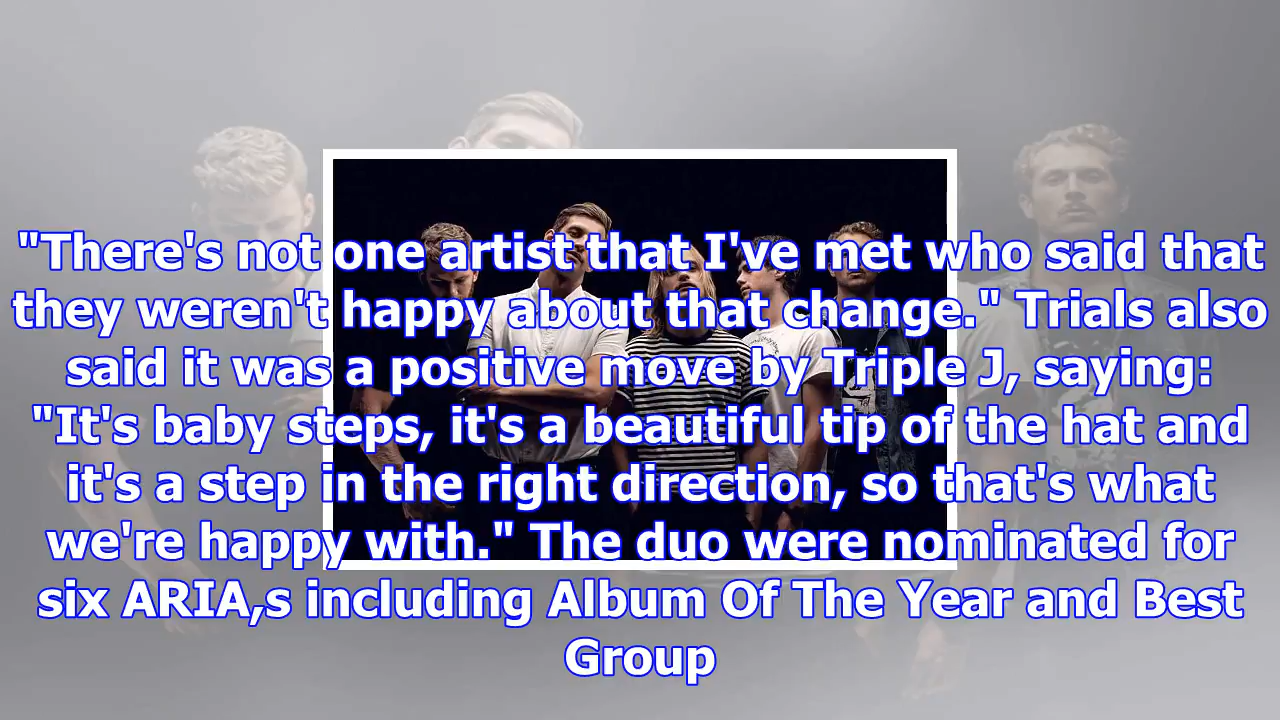 "There's not one artist that I've met who said that
they weren't happy about that change." Trials also
said it was a positive move by Triple J, saying:
"It's baby steps, it's a beautiful tip of the hat and
it's a step in the right direction, so that's what
we're happy with." The duo were nominated for
six ARIA,s including Album Of The Year and Best
Group